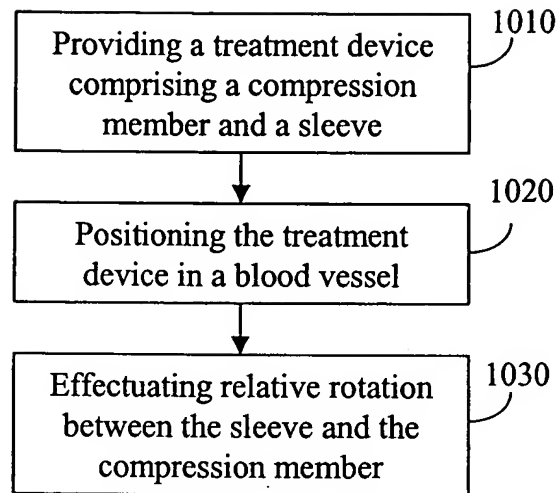 1010
Providing a treatment device
comprising a compression
member and a sleeve
1020
Positioning the treatment
device in a blood vessel
1030
Effectuating relative rotation
between the sleeve and the
compression member